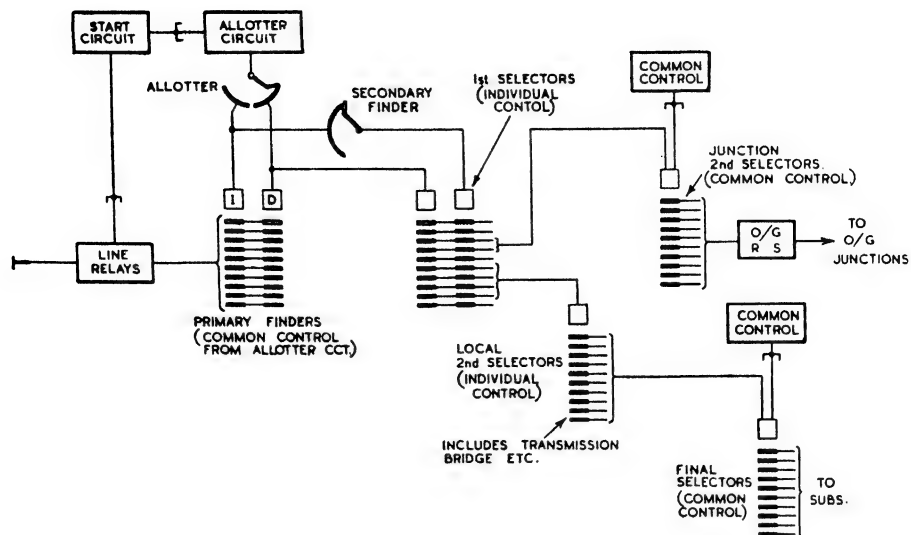 START
CIRCUIT
ALLOTTER
CIRCUIT
ALLOTTER
SECONDARY
FINDER
1st SELECTORS
(INDIVIDUAL
CONTOL)
COMMON
CONTROL
JUNCTION
2nd SELECTORS.
(COMMON CONTROL)
I
D
LINE
RELAYS
O/G
R S
TO
O/G
JUNCTIONS
PRIMARY FINDERS
(COMMON CONTROL
FROM ALLOTTER CCT.)
LOCAL
2nd SELECTORS
(INDIVIDUAL
CONTROL)
COMMON
CONTROL
INCLUDES TRANSMISSION
BRIDGE ETC.
FINAL
SELECTORS
(COMMON
CONTROL)
TO
SUBS.